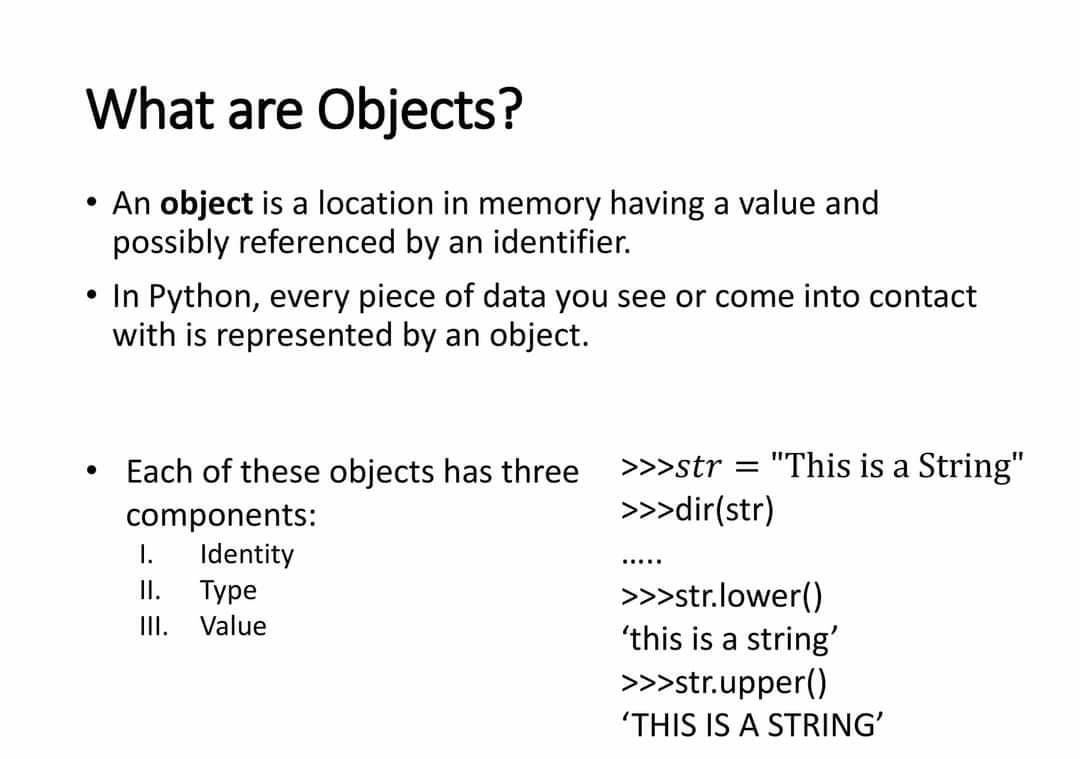 What are Objects?
• An object is a location in memory having a value and
possibly referenced by an identifier.
• In Python, every piece of data you see or come into contact
with is represented by an object.
• Each of these objects has three
components:
I. Identity
II. Type
III. Value
>>>str = "This is a String"
>>>dir(str)
.....
>>>str.lower()
‘this is a string’
>>>str.upper()
‘THIS IS A STRING’